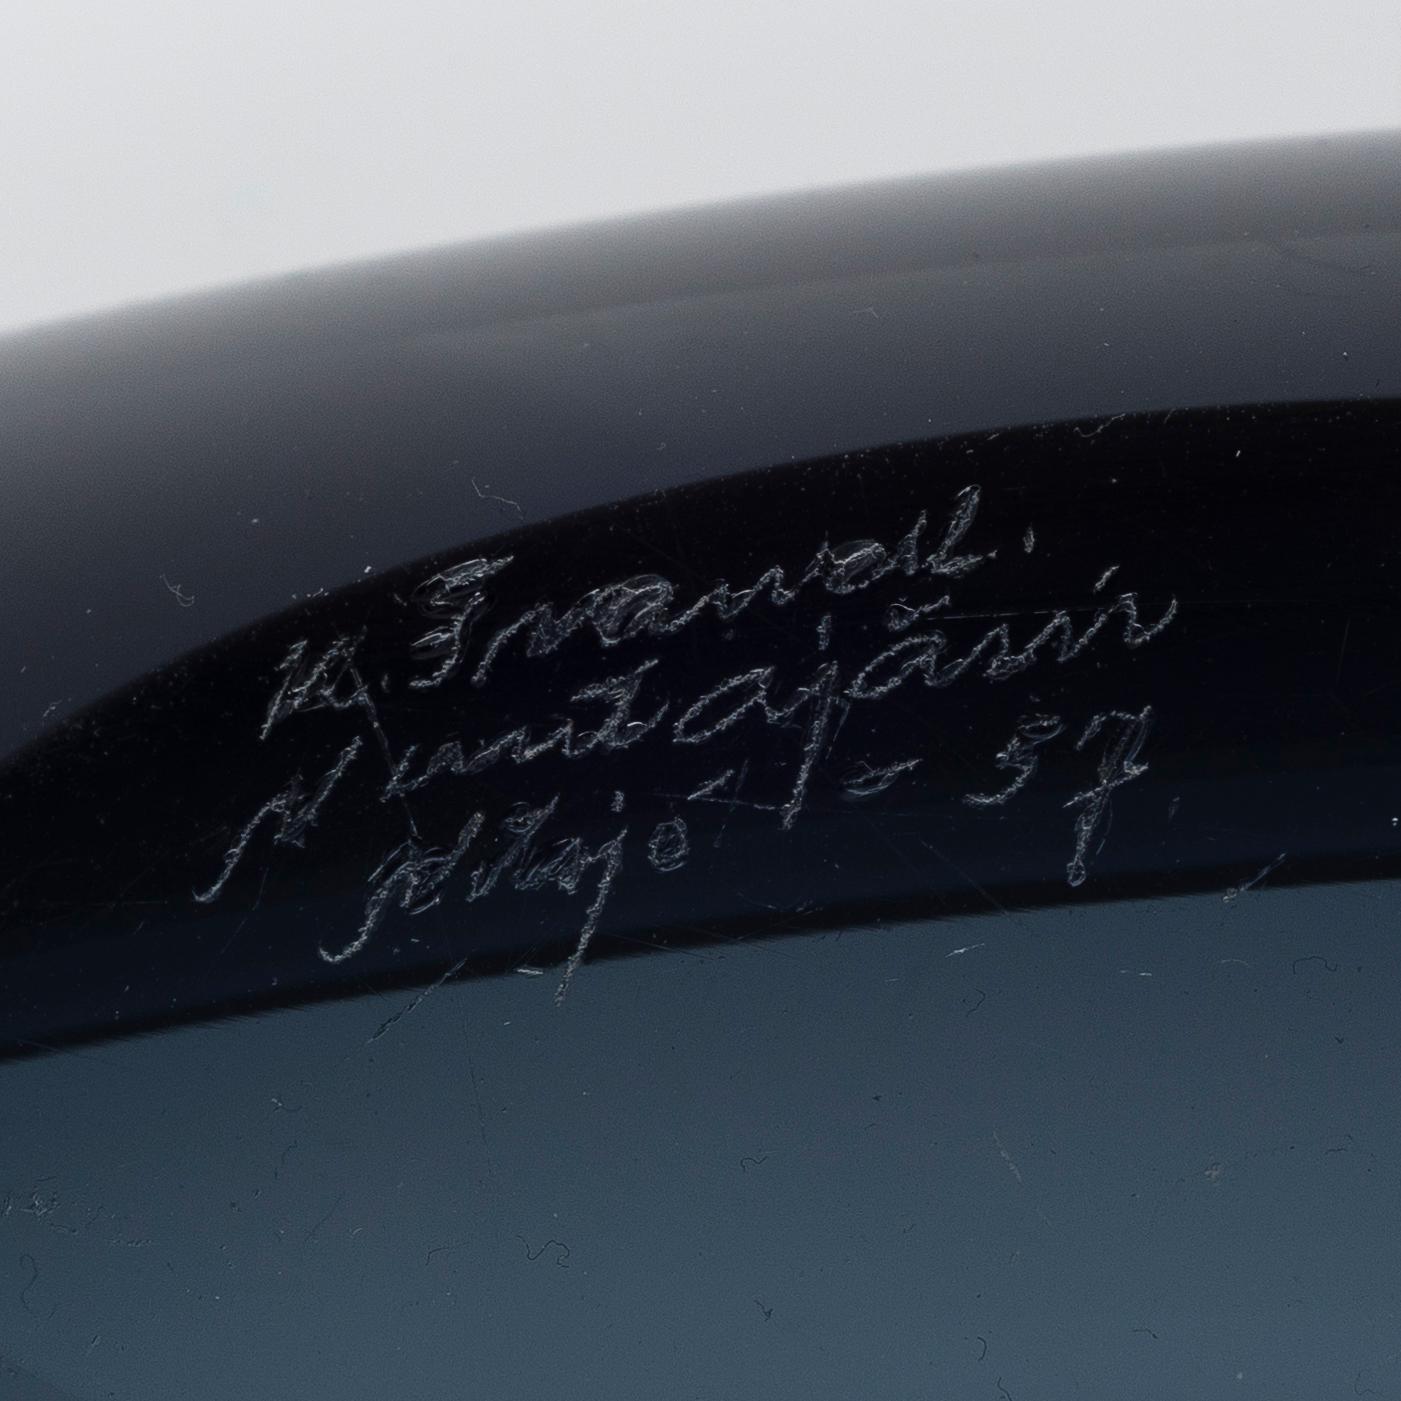 K. Franck.
Nuutajärvi
Notsjö - 57